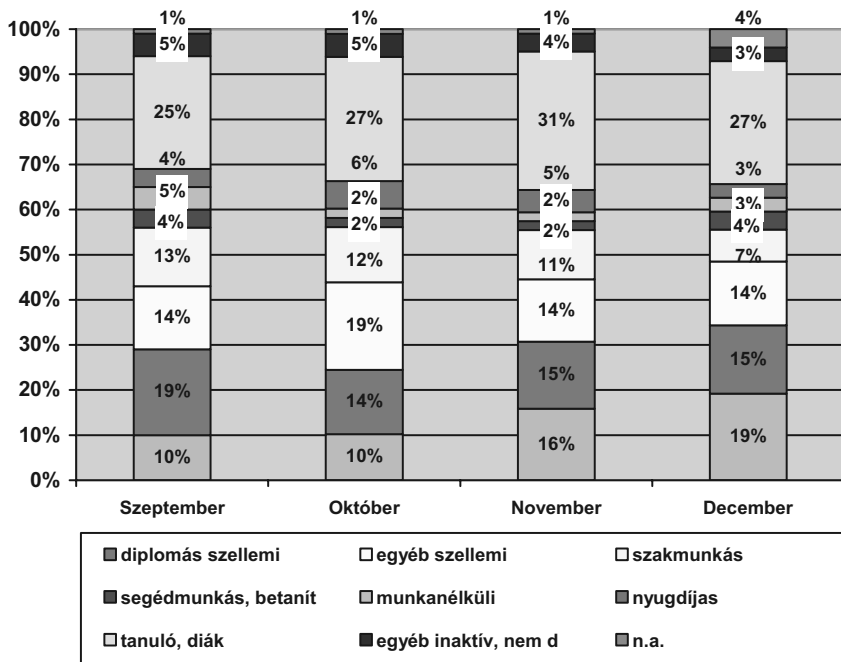 1% 1% 1% 4%
100%
5% 5% 4% 3%
90%
25% 27% 31% 27%
80%
4% 6% 5% 3%
70%
5% 2% 2% 3%
60%
4% 2% 2% 4%
50%
13% 12% 11% 7%
40%
14% 19% 14% 14%
30%
19% 14% 15% 15%
20%
10% 10% 16% 19%
10%
0%
Szeptember Október November December
diplomás szellemi egyéb szellemi szakmunkás
segédmunkás, betanít munkanélküli nyugdíjas
tanuló, diák egyéb inaktív, nem d n.a.